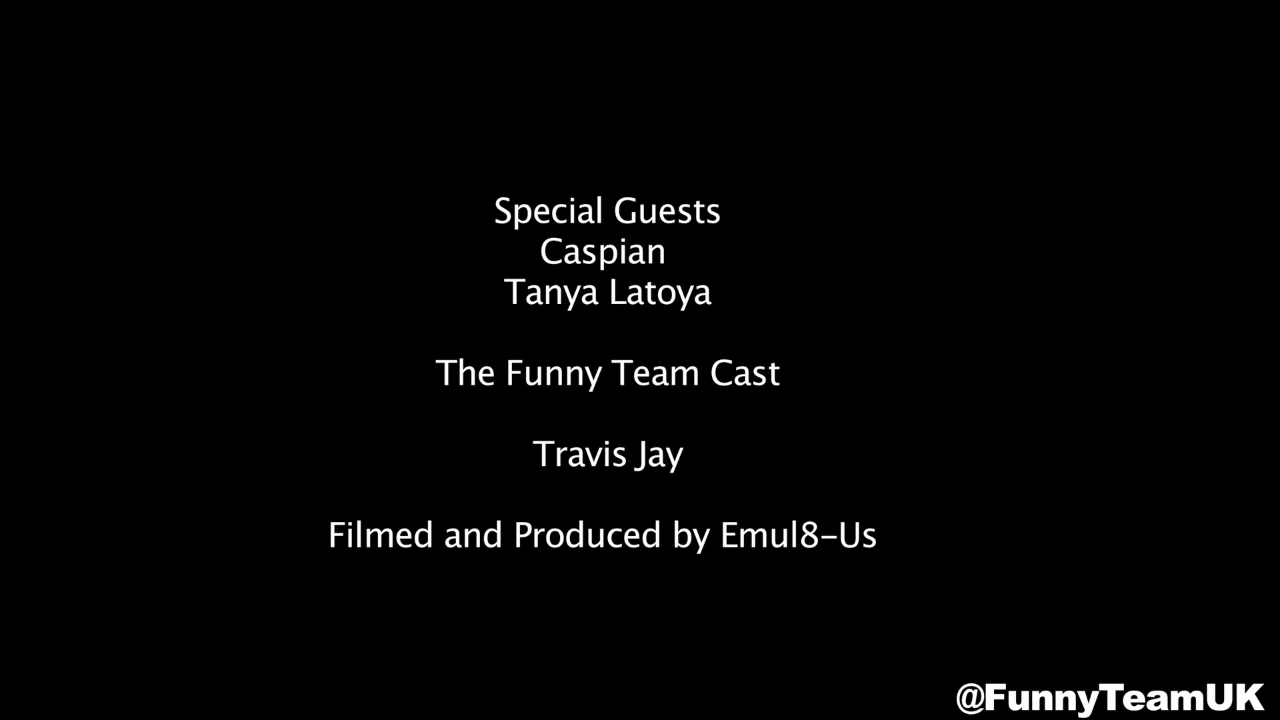 Special Guests
Caspian
Tanya Latoya
The Funny Team Cast
Travis Jay
Filmed and Produced by Emul8-Us
@FunnyTeamUK